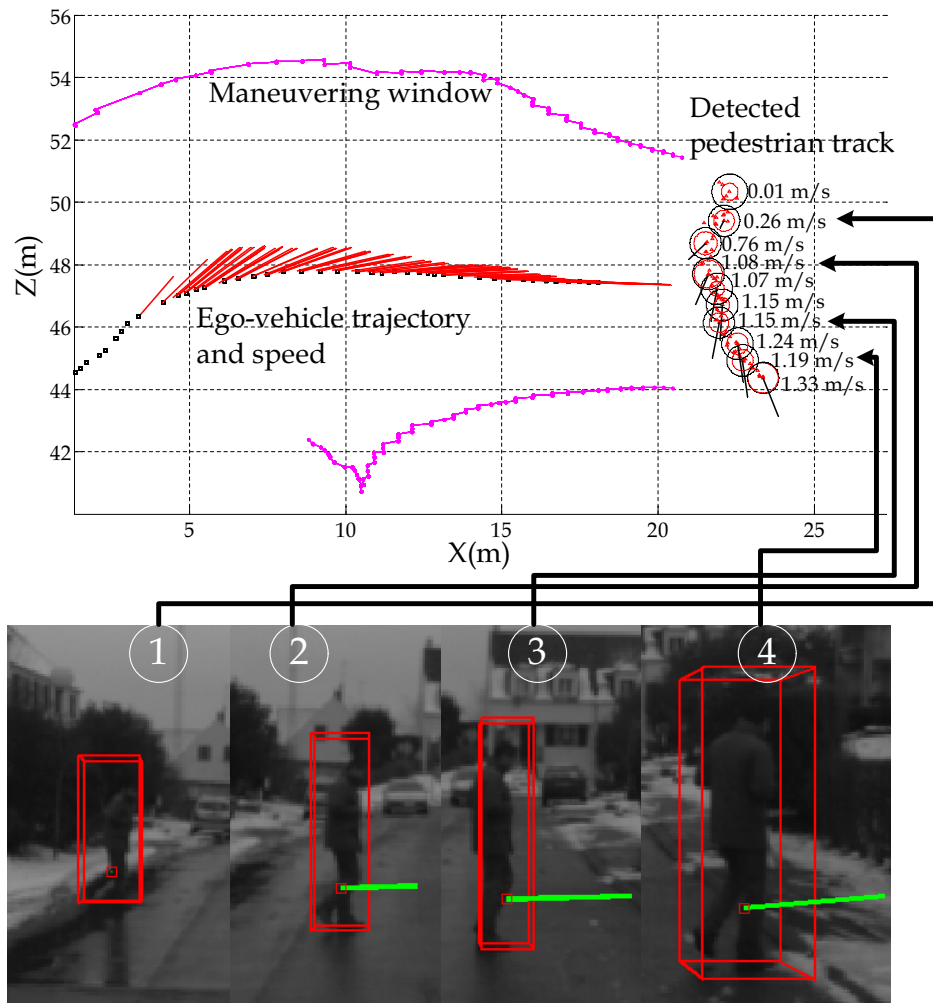 56
54
52
50
48
46
44
42
Z(m)
5
10
15
20
25
X(m)
Maneuvering window
Detected
pedestrian track
Ego-vehicle trajectory
and speed
0.01 m/s
0.26 m/s
0.76 m/s
1.08 m/s
1.07 m/s
1.15 m/s
1.15 m/s
1.24 m/s
1.19 m/s
1.33 m/s
1
2
3
4